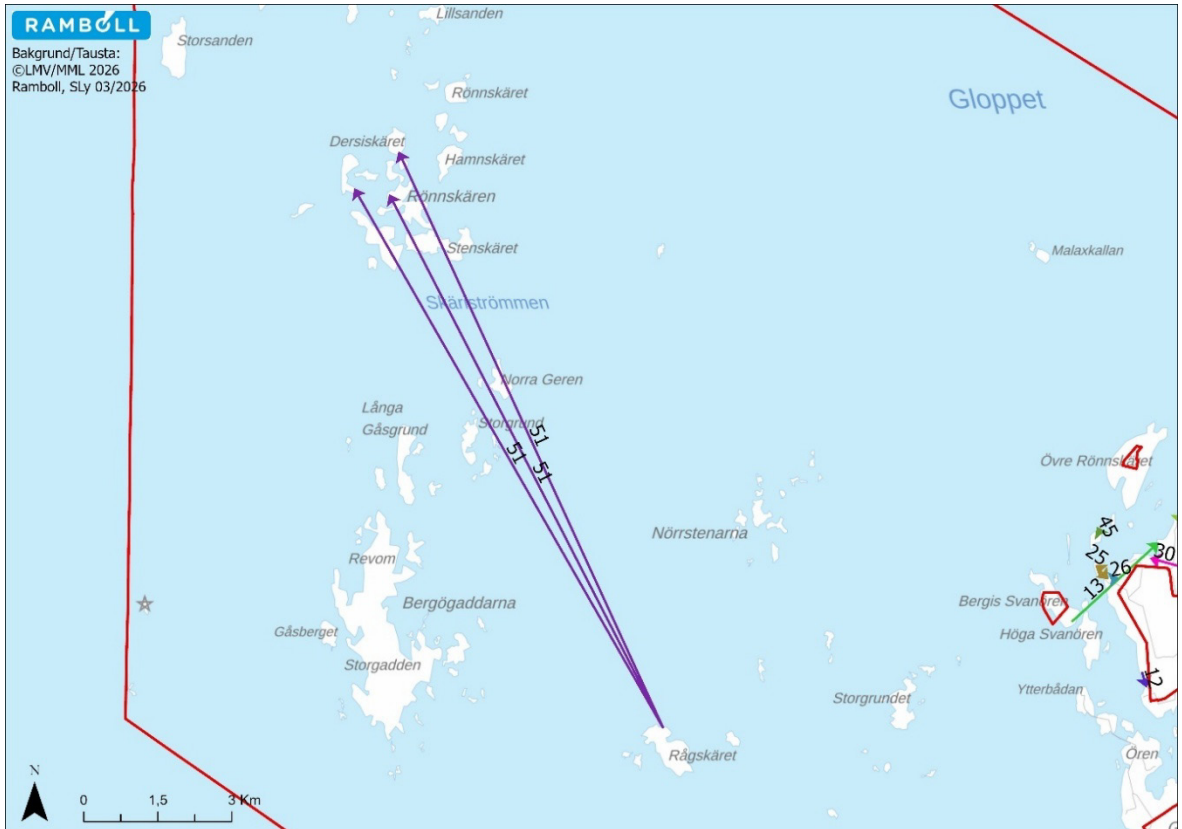 RAMBOLL
Bakgrund/Tausta:
©LMV/MML 2026
Ramboll, SLy 03/2026
Lillsanden
Storsanden
Rönnskäret
Gloppet
Dersiskäret
Hamnskäret
Rönnskären
Stenskäret
Malaxkallan
Norra Geren
Långa
Gåsgrund
Storgrund
51
51
51
Övre Rönnskäret
Nörrstenarna
45
25
30
26
13
Revom
Bergögaddarna
Bergis Svanören
Gåsberget
Höga Svanören
Storgadden
12
Ytterbådan
Storgrundet
Rågskäret
Ören
N
0
1,5
3 Km